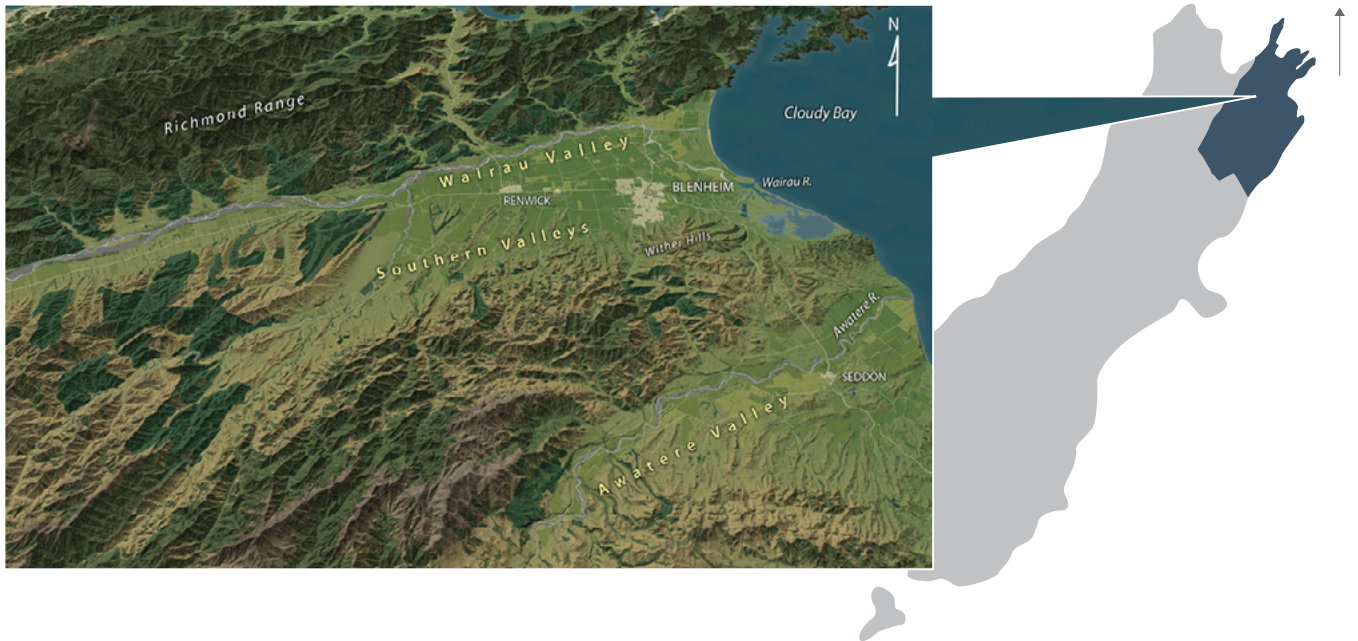 N
Richmond Range
Cloudy Bay
Wairau Valley
Wairau R.
BLENHEIM
RENWICK
Southern Valleys
Wither Hills
Awatere R.
SEDDON
Awatere Valley